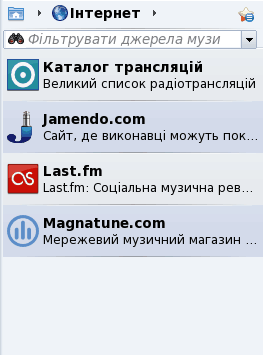 Інтернет
Фільтрувати джерела музи
Каталог трансляцій
Великий список радіотрансляцій
Jamendo.com
Сайт, де виконавці можуть пок...
Last.fm
Last.fm: Соціальна музична рев...
Magnatune.com
Мережевий музичний магазин ...